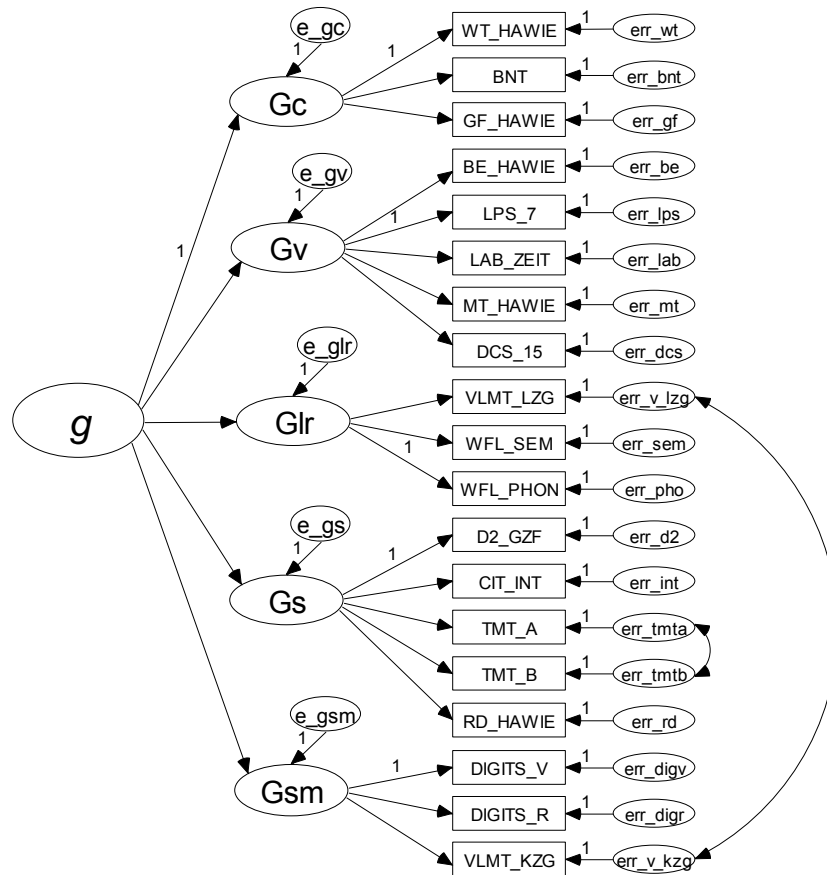 e_gc
1
Gc
1
WT_HAWIE
1
err_wt
BNT
1
err_bnt
GF_HAWIE
1
err_gf
e_gv
1
Gv
1
BE_HAWIE
1
err_be
LPS_7
1
err_lps
LAB_ZEIT
1
err_lab
MT_HAWIE
1
err_mt
DCS_15
1
err_dcs
1
g
e_glr
1
Glr
1
VLMT_LZG
1
err_v_lzg
WFL_SEM
1
err_sem
WFL_PHON
1
err_pho
e_gs
1
Gs
1
D2_GZF
1
err_d2
CIT_INT
1
err_int
TMT_A
1
err_tmta
TMT_B
1
err_tmtb
RD_HAWIE
1
err_rd
e_gsm
1
Gsm
1
DIGITS_V
1
err_digv
DIGITS_R
1
err_digr
VLMT_KZG
1
err_v_kzg